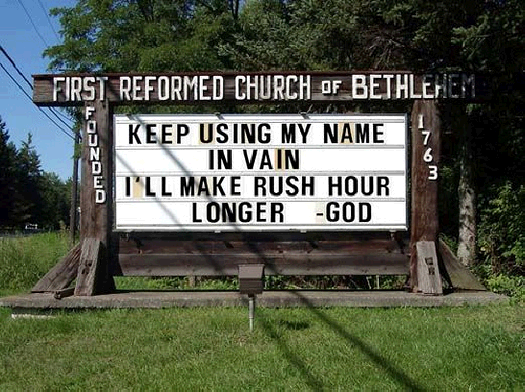 FIRST REFORMED CHURCH OF BETHLEHEM
FOUNDED
1763
KEEP USING MY NAME
IN VAIN
I'LL MAKE RUSH HOUR
LONGER -GOD